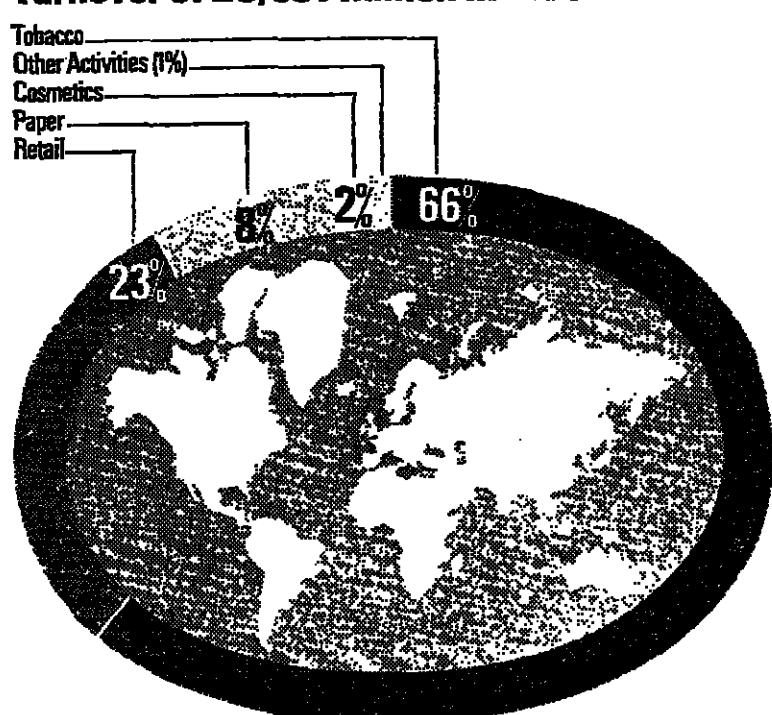 Tobacco
Other Activities (1%)
Cosmetics
Paper
Retail
8%
2%
66%
23%